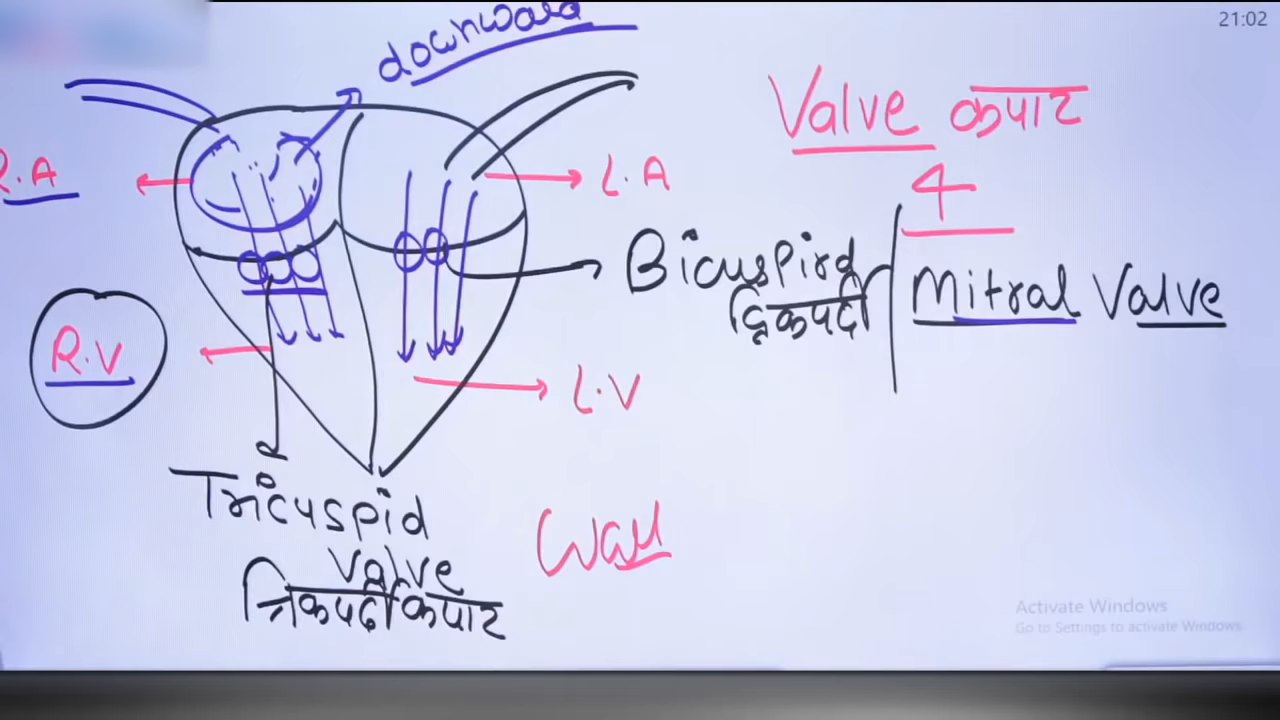 21:02
downward
Valve कपाट
4
R.A
L.A
Bicuspird / Mitral Valve
द्विकपर्दी
R.V
L.V
Tricuspid
Valve
त्रिकपर्दी कपाट
Wall
Activate Windows
Go to Settings to activate Windows.